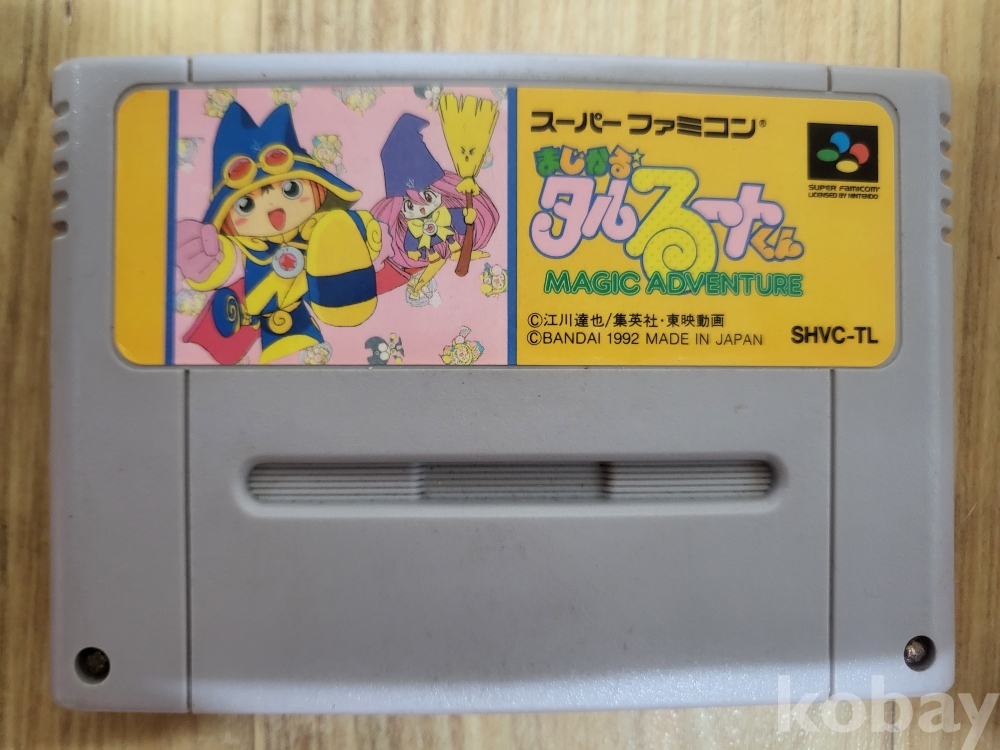 スーパーファミコン®
まじかる☆
タルるートくん
MAGIC ADVENTURE
SUPER FAMICOM
LICENSED BY NINTENDO
©江川達也/集英社・東映動画
©BANDAI 1992 MADE IN JAPAN
SHVC-TL
kobay